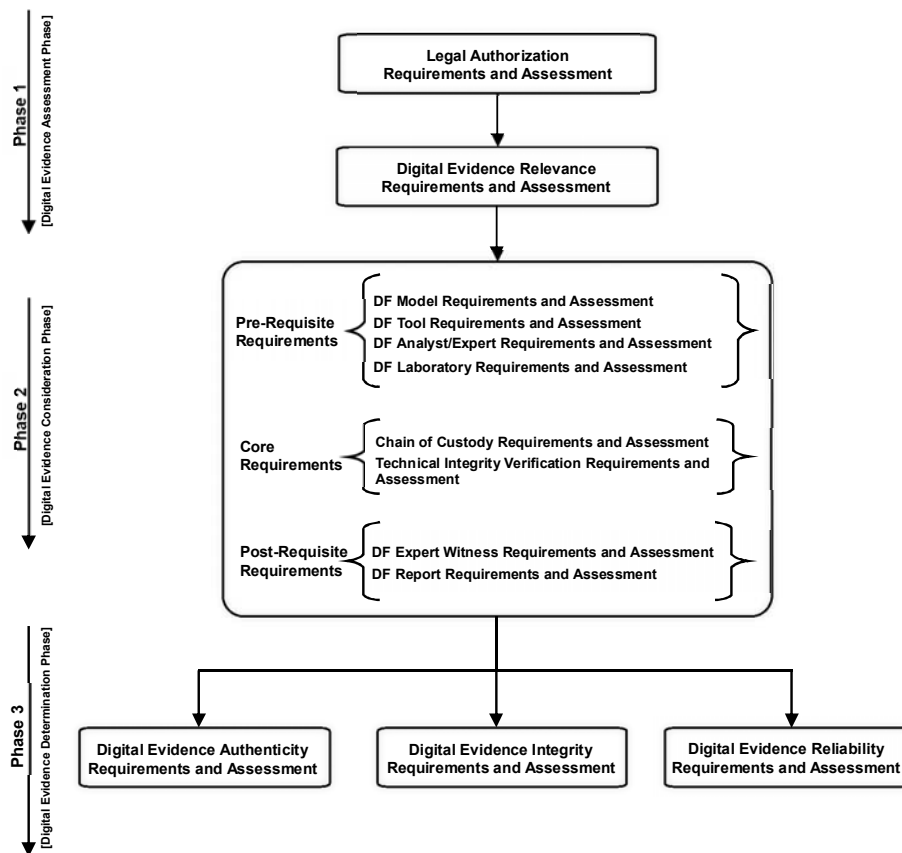 Phase 1
[Digital Evidence Assessment Phase]
Legal Authorization
Requirements and Assessment
Digital Evidence Relevance
Requirements and Assessment
Phase 2
[Digital Evidence Consideration Phase]
Pre-Requisite
Requirements
DF Model Requirements and Assessment
DF Tool Requirements and Assessment
DF Analyst/Expert Requirements and Assessment
DF Laboratory Requirements and Assessment
Core
Requirements
Chain of Custody Requirements and Assessment
Technical Integrity Verification Requirements and
Assessment
Post-Requisite
Requirements
DF Expert Witness Requirements and Assessment
DF Report Requirements and Assessment
Phase 3
[Digital Evidence Determination Phase]
Digital Evidence Authenticity
Requirements and Assessment
Digital Evidence Integrity
Requirements and Assessment
Digital Evidence Reliability
Requirements and Assessment